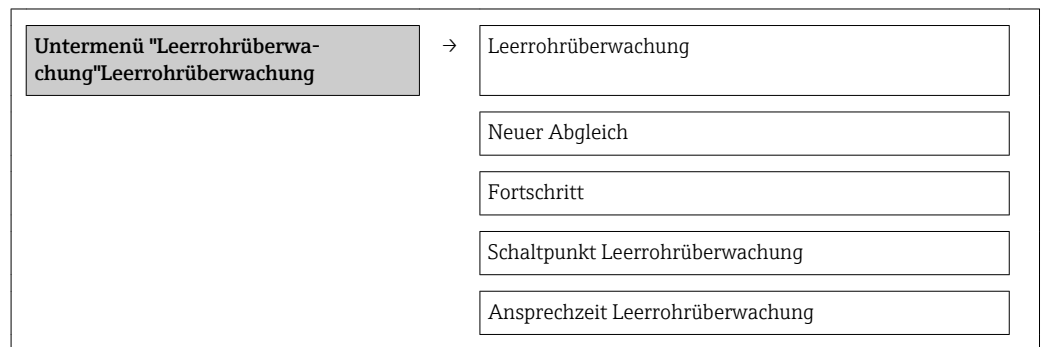 Untermenü "Leerrohrüberwa-
chung"Leerrohrüberwachung
→
Leerrohrüberwachung
Neuer Abgleich
Fortschritt
Schaltpunkt Leerrohrüberwachung
Ansprechzeit Leerrohrüberwachung